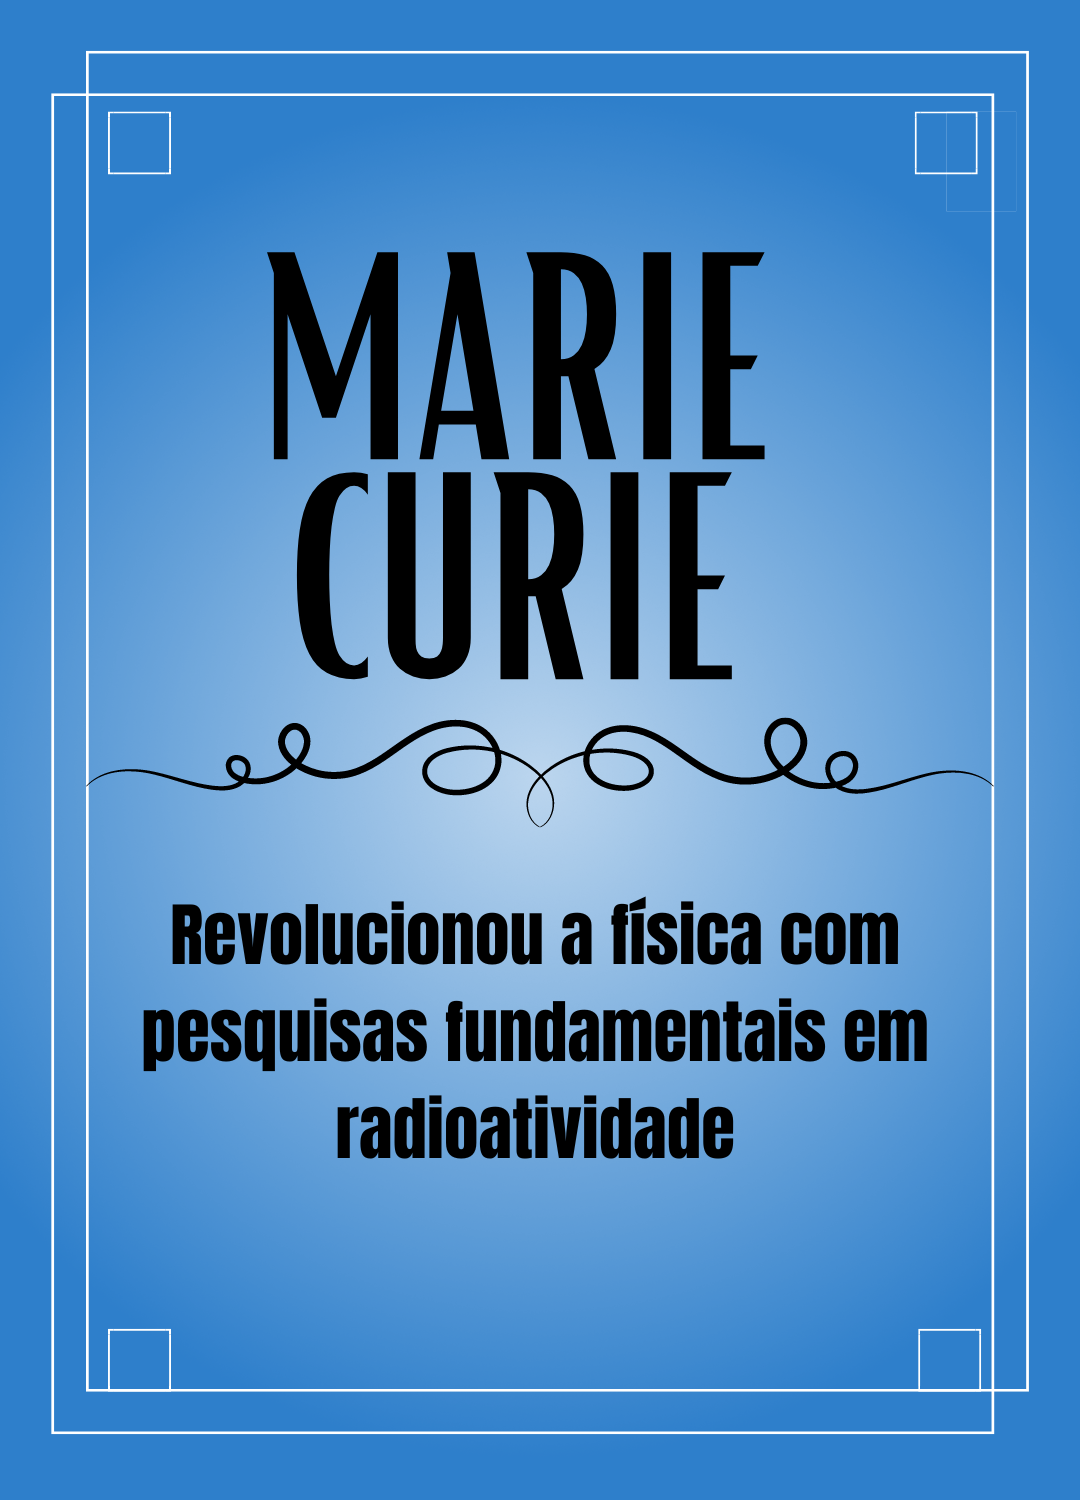 MARIE
CURIE
Revolucionou a física com
pesquisas fundamentais em
radioatividade